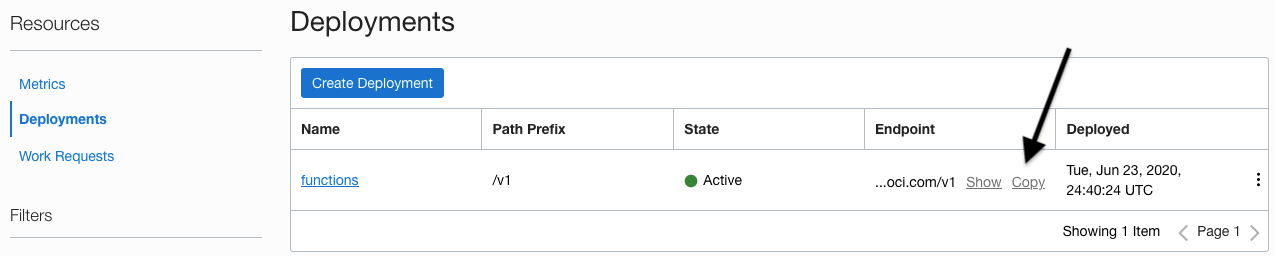 Resources
Metrics
Deployments
Work Requests
Filters
Deployments
Create Deployment
Name Path Prefix State Endpoint Deployed
functions /v1 Active ...oci.com/v1 Show Copy Tue, Jun 23, 2020,
24:40:24 UTC
Showing 1 Item Page 1